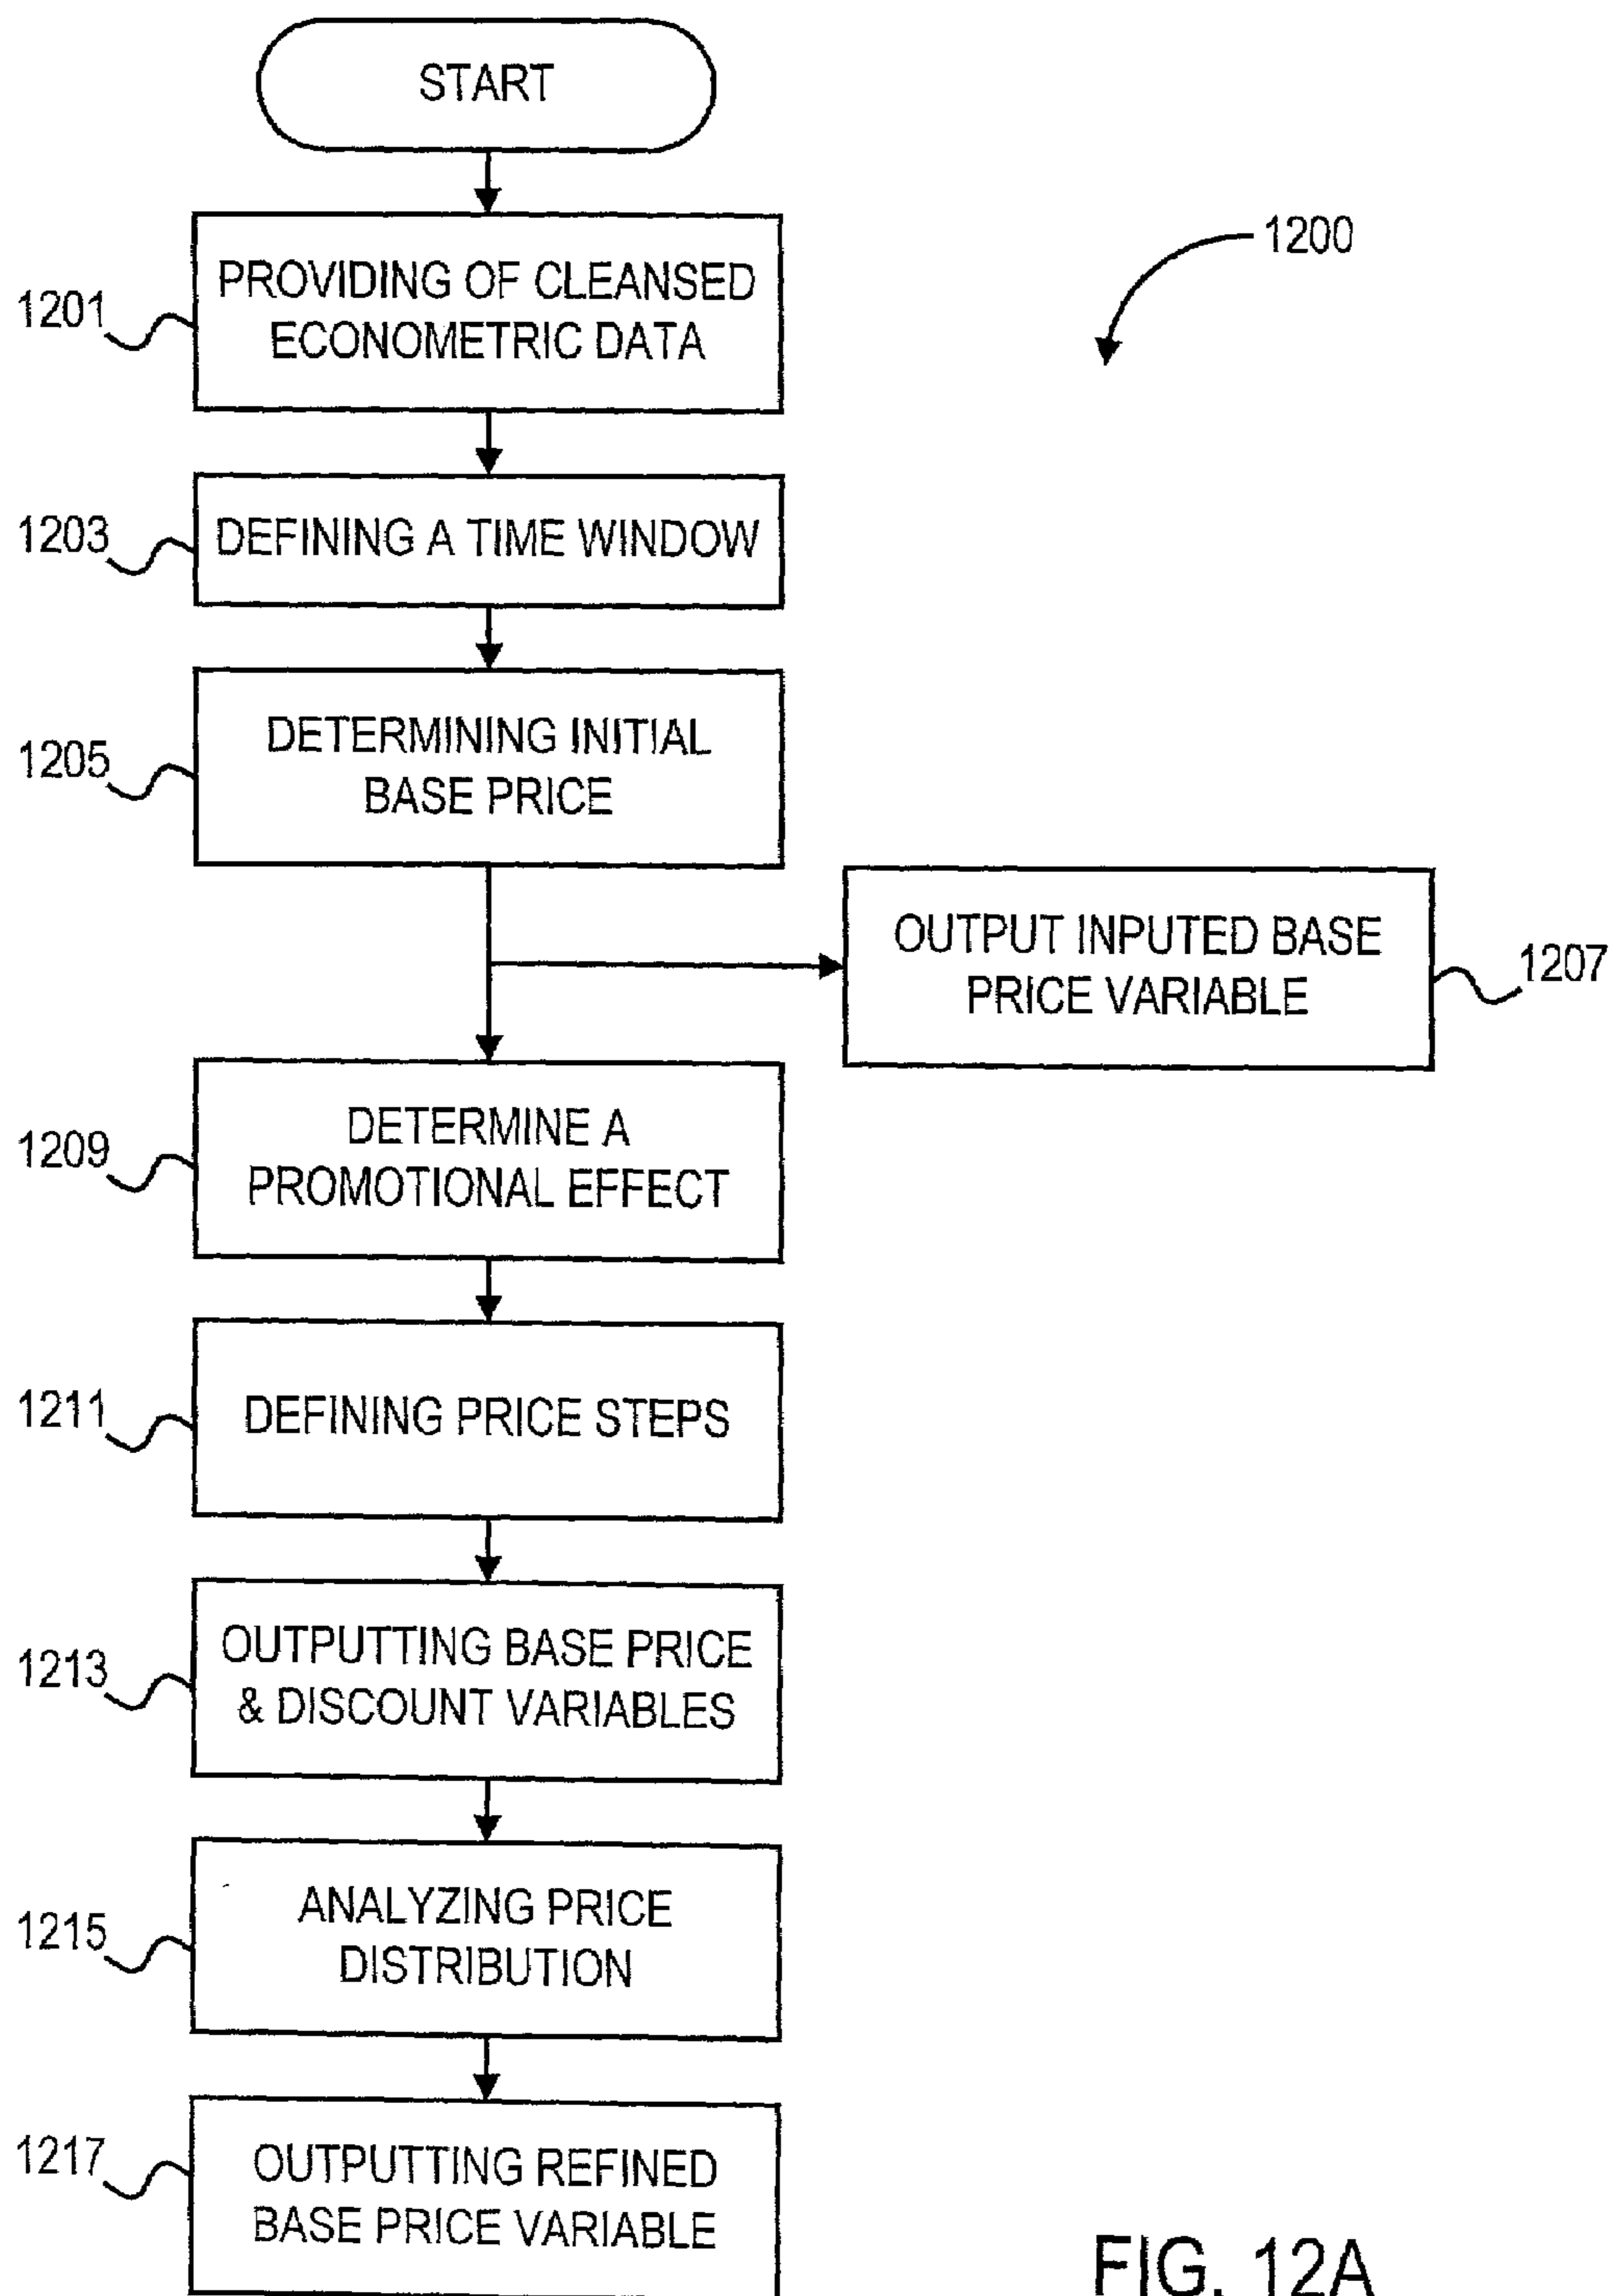 START
1200
1201
PROVIDING OF CLEANSED
ECONOMETRIC DATA
1203
DEFINING A TIME WINDOW
1205
DETERMINING INITIAL
BASE PRICE
OUTPUT INPUTED BASE
PRICE VARIABLE
1207
1209
DETERMINE A
PROMOTIONAL EFFECT
1211
DEFINING PRICE STEPS
1213
OUTPUTTING BASE PRICE
& DISCOUNT VARIABLES
1215
ANALYZING PRICE
DISTRIBUTION
1217
OUTPUTTING REFINED
BASE PRICE VARIABLE
FIG. 12A